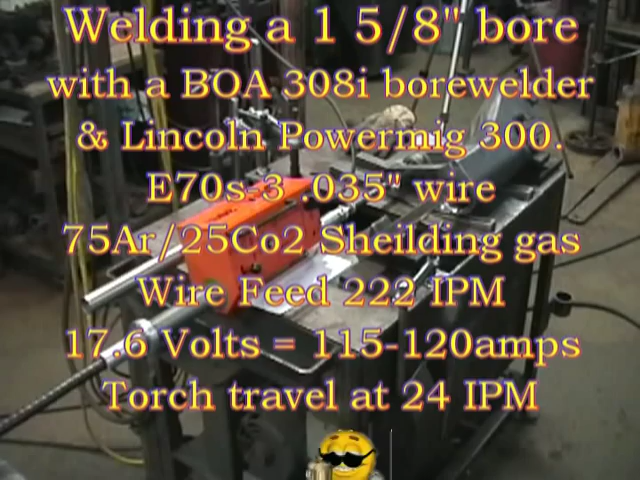 Welding a 1 5/8" bore
with a BOA 308i borewelder
& Lincoln Powermig 300.
E70s-3 .035" wire
75Ar/25Co2 Sheilding gas
Wire Feed 222 IPM
17.6 Volts = 115-120amps
Torch travel at 24 IPM